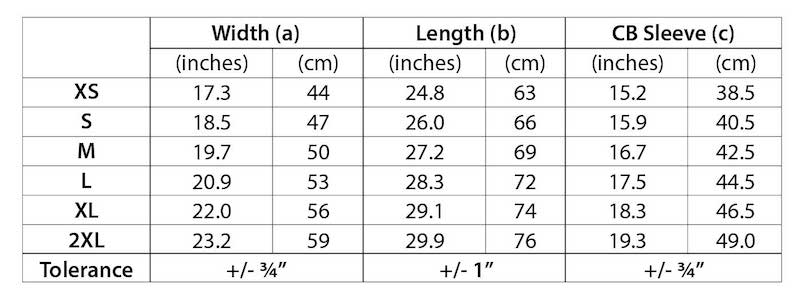 Width (a) Length (b) CB Sleeve (c)
(inches) (cm) (inches) (cm) (inches) (cm)
XS 17.3 44 24.8 63 15.2 38.5
S 18.5 47 26.0 66 15.9 40.5
M 19.7 50 27.2 69 16.7 42.5
L 20.9 53 28.3 72 17.5 44.5
XL 22.0 56 29.1 74 18.3 46.5
2XL 23.2 59 29.9 76 19.3 49.0
Tolerance +/- ¾” +/- 1” +/- ¾”